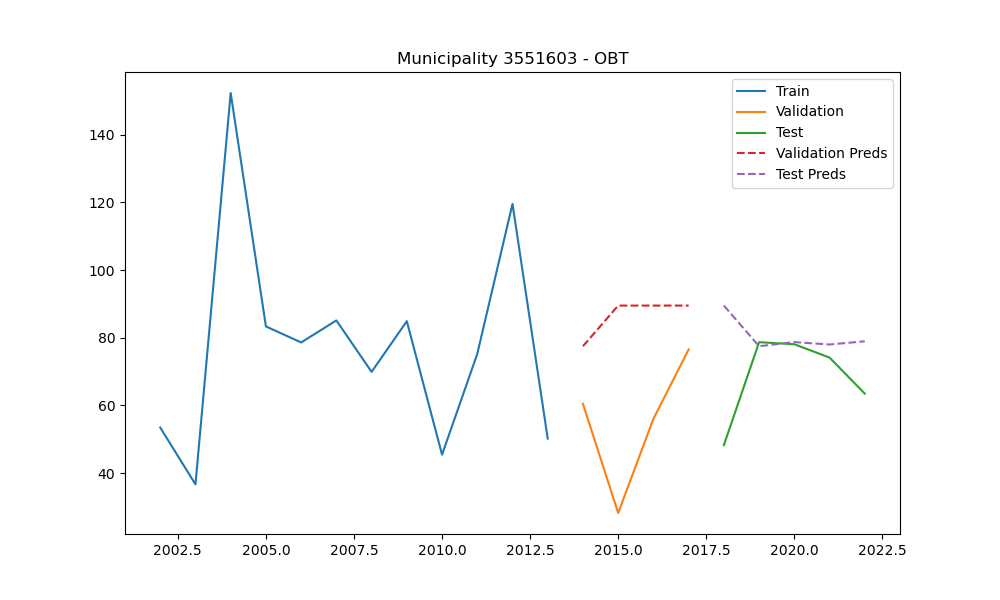 Municipality 3551603 - OBT
Train
Validation
Test
Validation Preds
Test Preds
140
120
100
80
60
40
2002.5 2005.0 2007.5 2010.0 2012.5 2015.0 2017.5 2020.0 2022.5